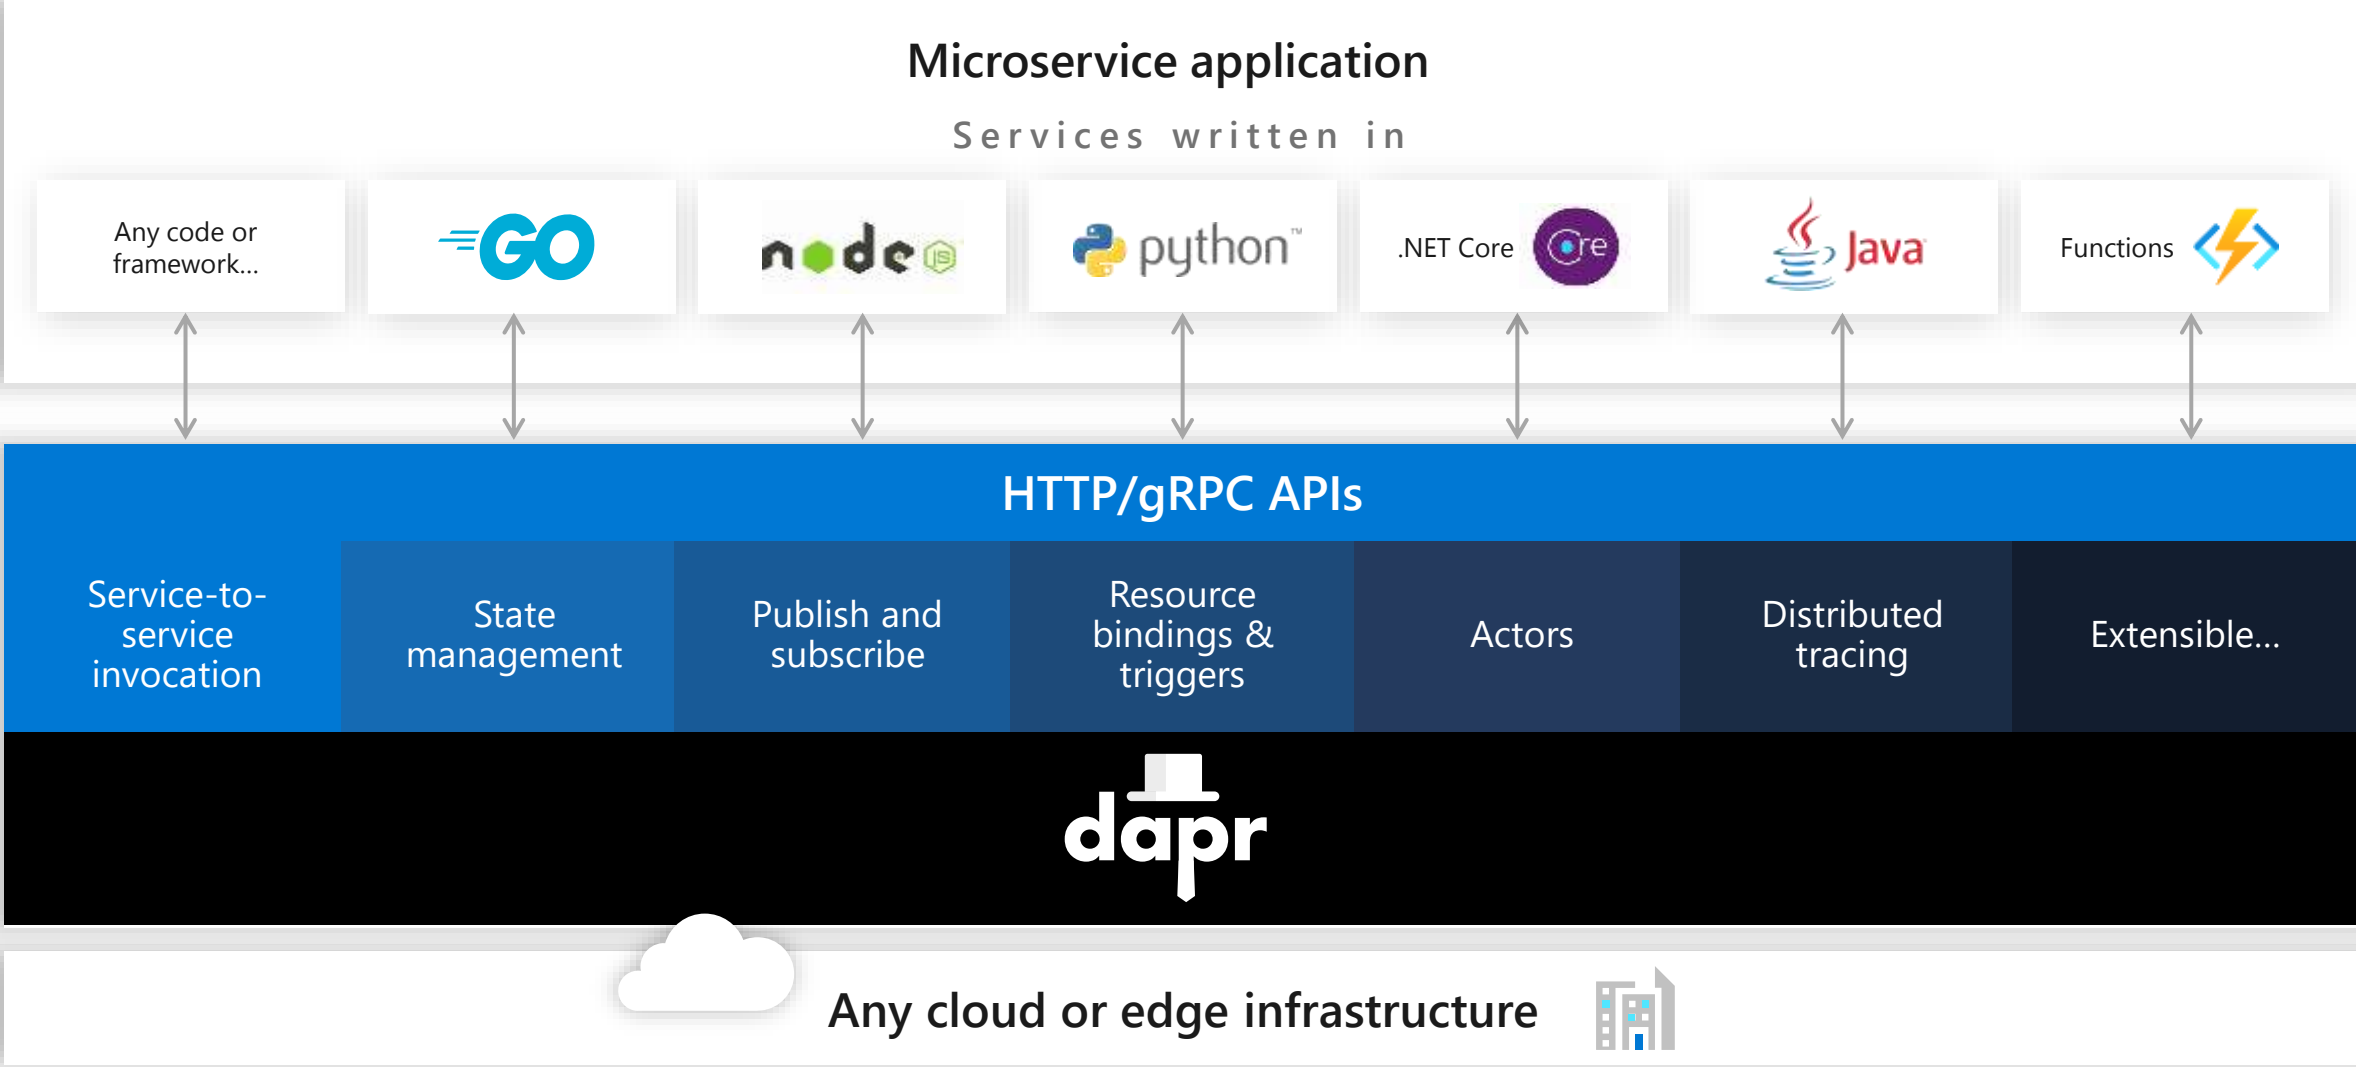 Microservice application
Services written in
Any code or
framework...
GO
node
JS
python™
.NET Core
Core
Java
Functions
HTTP/gRPC APIs
Service-to-
service
invocation
State
management
Publish and
subscribe
Resource
bindings &
triggers
Actors
Distributed
tracing
Extensible...
dapr
Any cloud or edge infrastructure